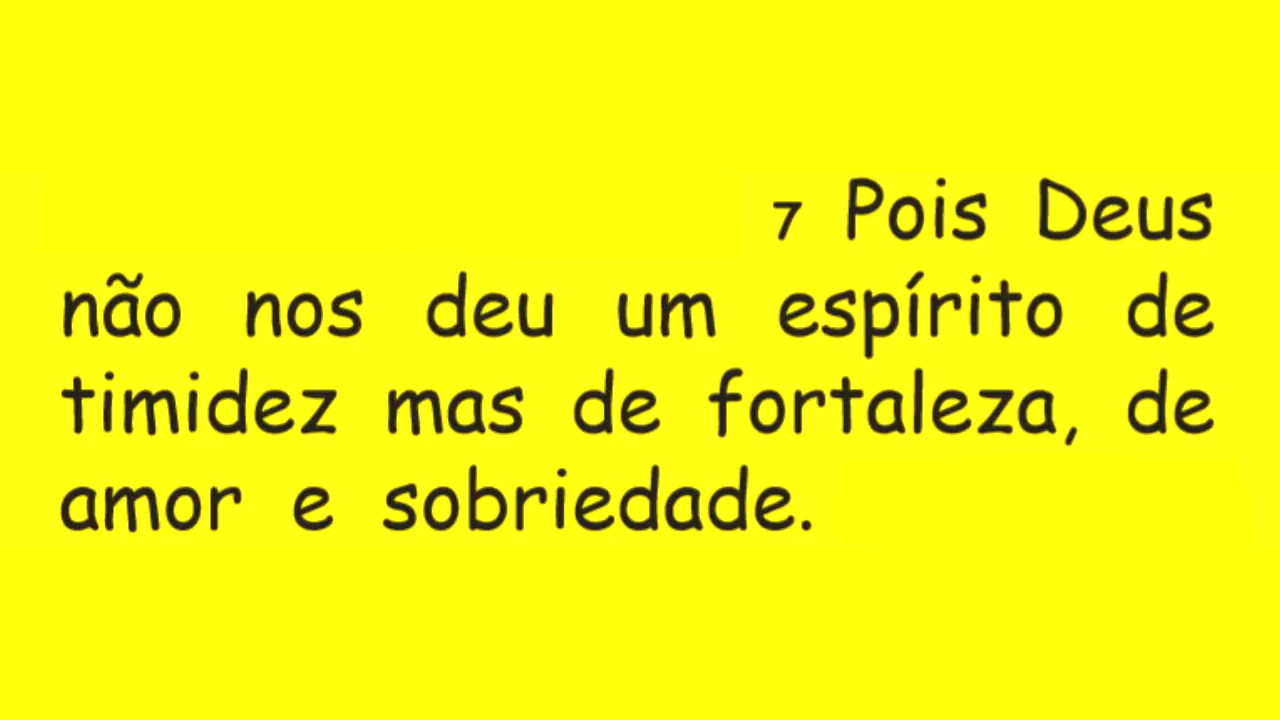 7 Pois Deus
não nos deu um espírito de
timidez mas de fortaleza, de
amor e sobriedade.